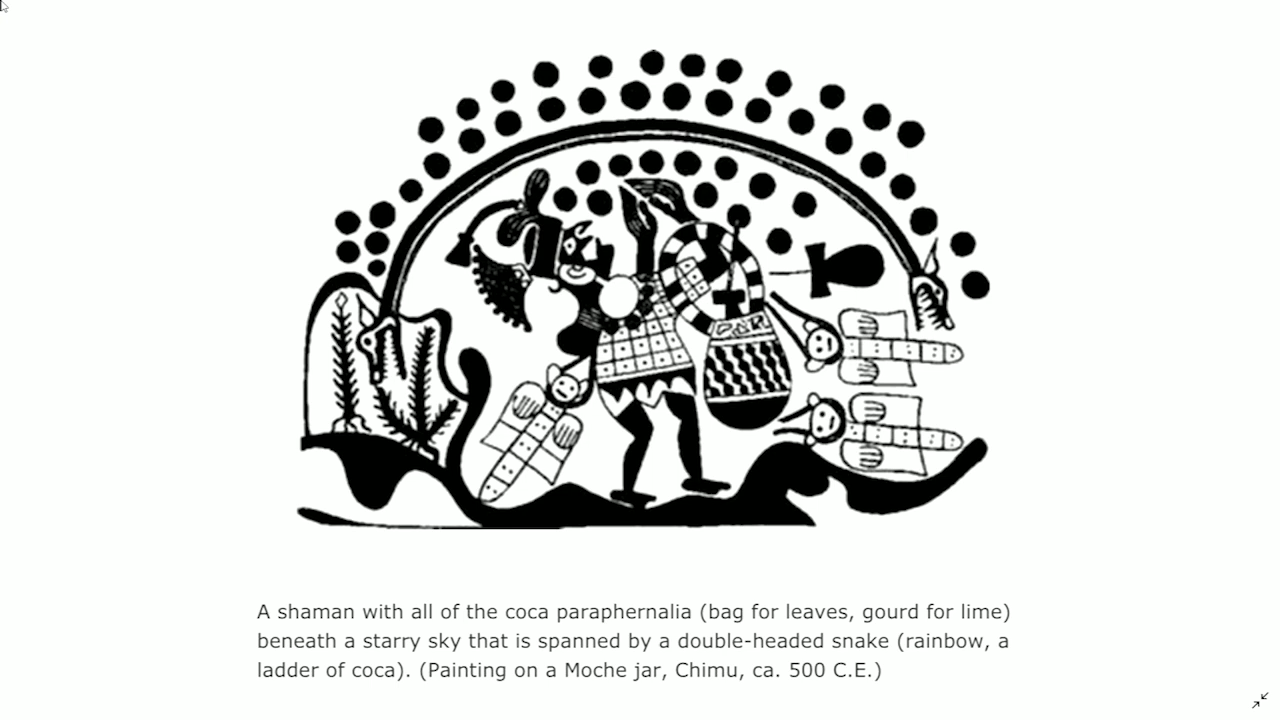 A shaman with all of the coca paraphernalia (bag for leaves, gourd for lime)
beneath a starry sky that is spanned by a double-headed snake (rainbow, a
ladder of coca). (Painting on a Moche jar, Chimu, ca. 500 C.E.)